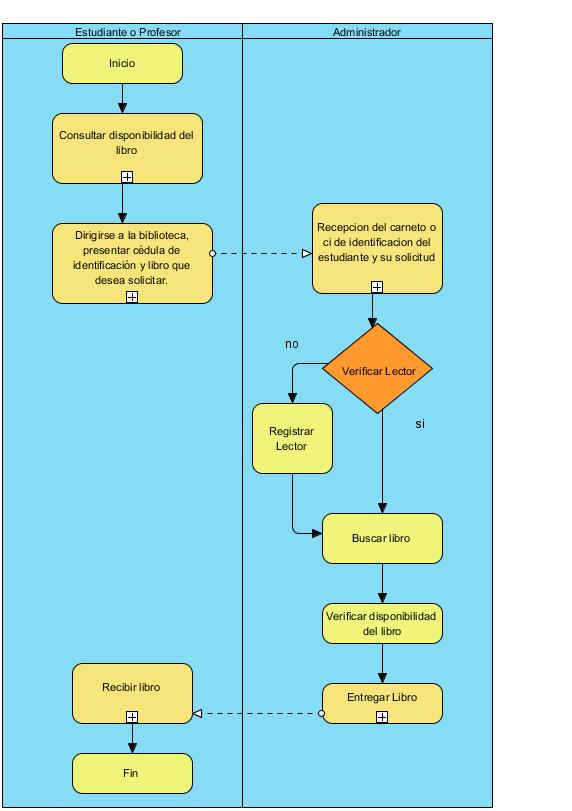 Estudiante o Profesor
Administrador
Inicio
Consultar disponibilidad del
libro
Dirigirse a la biblioteca,
presentar cédula de
identificación y libro que
desea solicitar.
Recepcion del carneto o
ci de identificacion del
estudiante y su solicitud
Verificar Lector
no
si
Registrar
Lector
Buscar libro
Verificar disponibilidad
del libro
Entregar Libro
Recibir libro
Fin